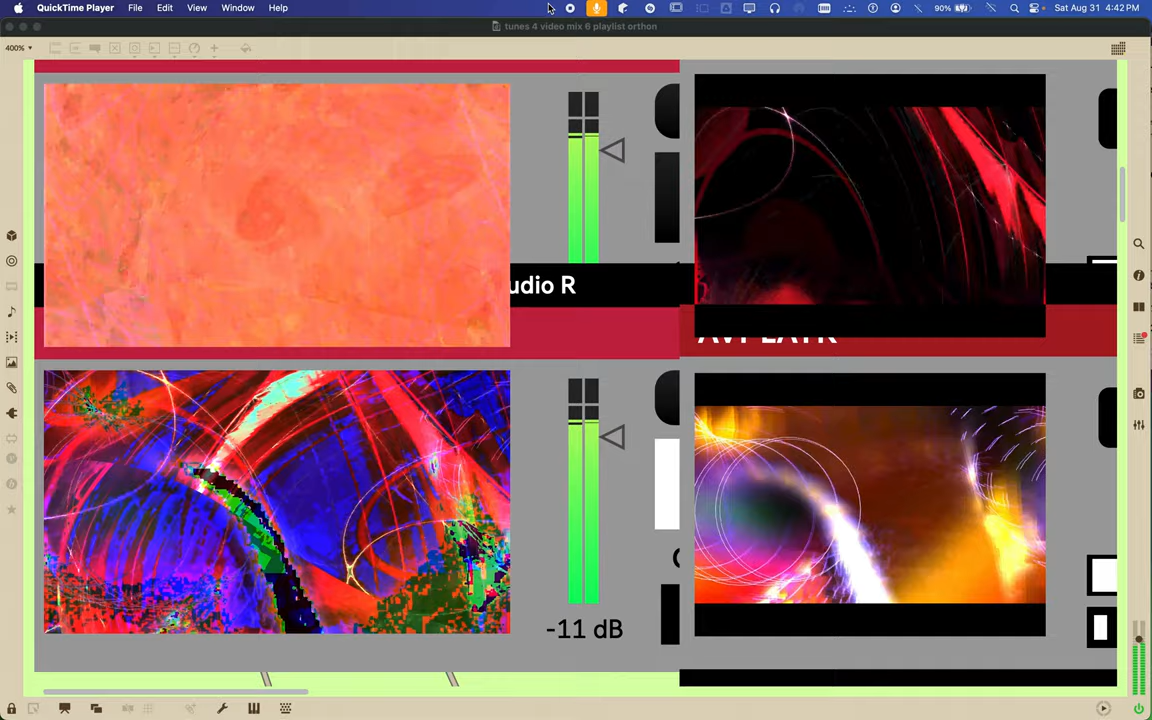 QuickTime Player File Edit View Window Help 90% Sat Aug 31 4:42 PM
tunes 4 video mix 6 playlist orthon
400%
udio R
-11 dB